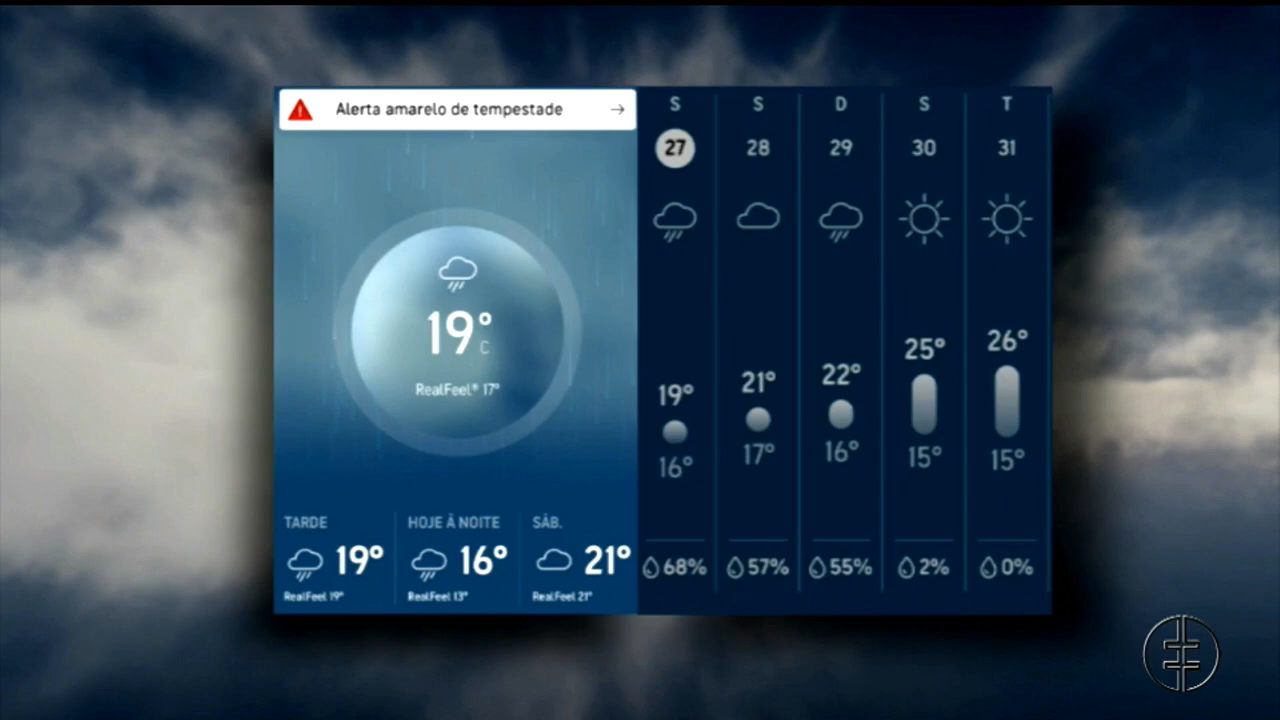 Alerta amarelo de tempestade →
19°
C
RealFeel® 17°
TARDE HOJE À NOITE SÁB.
19° 16° 21°
RealFeel 19° RealFeel 13° RealFeel 21°
S S D S T
27 28 29 30 31
19° 21° 22° 25° 26°
16° 17° 16° 15° 15°
68% 57% 55% 2% 0%